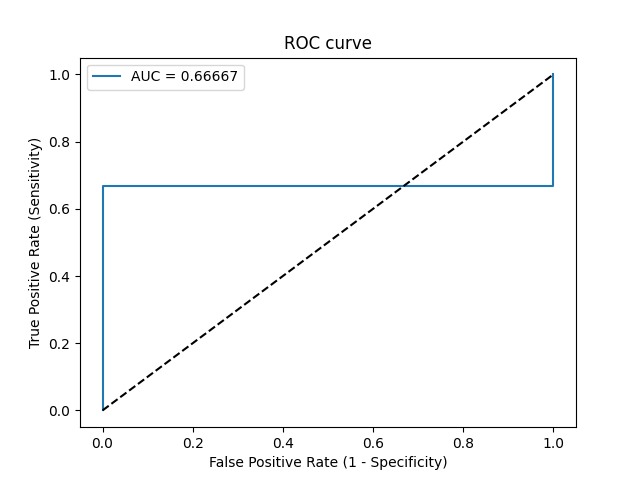 ROC curve
AUC = 0.66667
True Positive Rate (Sensitivity)
1.0
0.8
0.6
0.4
0.2
0.0
0.0 0.2 0.4 0.6 0.8 1.0
False Positive Rate (1 - Specificity)